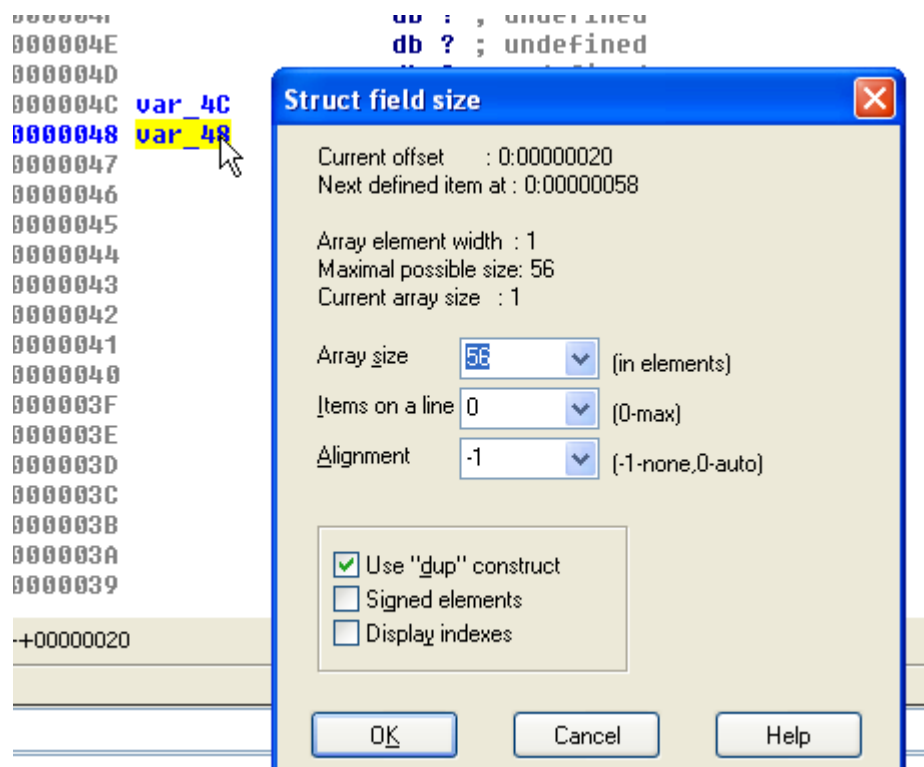 0000004F db ? ; undefined
0000004E db ? ; undefined
0000004D
0000004C var_4C
0000048 var_48
0000047
0000046
0000045
0000044
0000043
0000042
0000041
0000040
000003F
000003E
000003D
000003C
000003B
000003A
0000039
-+00000020
Struct field size
Current offset : 0:00000020
Next defined item at : 0:00000058
Array element width : 1
Maximal possible size: 56
Current array size : 1
Array size 56 (in elements)
Items on a line 0 (0-max)
Alignment -1 (-1-none,0-auto)
Use "dup" construct
Signed elements
Display indexes
OK Cancel Help